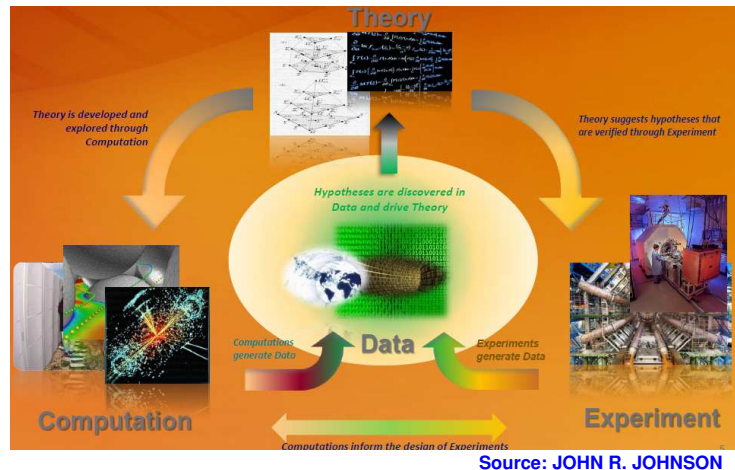 Theory
Theory is developed and
explored through
Computation
Theory suggests hypotheses that
are verified through Experiment
Hypotheses are discovered in
Data and drive Theory
Computations
generate Data
Data
Experiments
generate Data
Computation
Experiment
Computations inform the design of Experiments
Source: JOHN R. JOHNSON